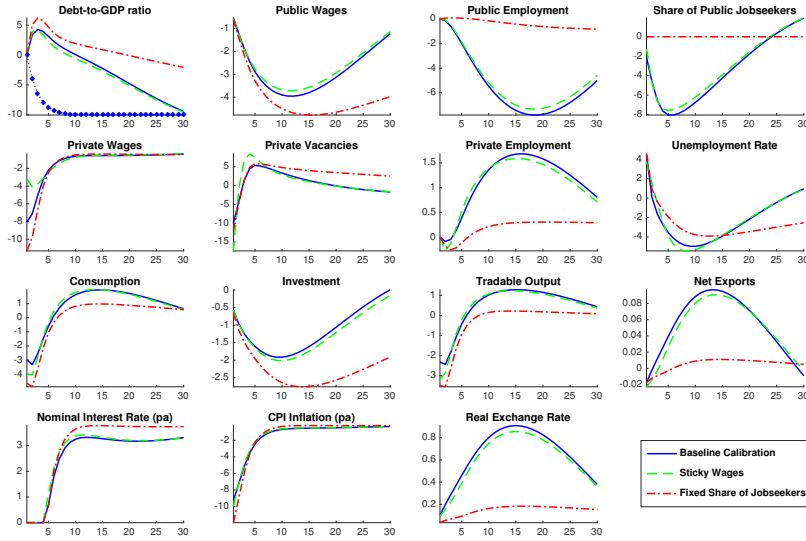 Debt-to-GDP ratio
5
0
-5
-10
5 10 15 20 25 30
Public Wages
-2
-4
5 10 15 20 25 30
Public Employment
0
-2
-4
-6
5 10 15 20 25 30
Share of Public Jobseekers
2
0
-2
-4
-6
-8
5 10 15 20 25 30
Private Wages
-2
-4
-6
-8
-10
5 10 15 20 25 30
Private Vacancies
5
0
-5
-10
-15
5 10 15 20 25 30
Private Employment
1.5
1
0.5
0
5 10 15 20 25 30
Unemployment Rate
4
2
0
-2
-4
5 10 15 20 25 30
Consumption
1
0
-1
-2
-3
-4
5 10 15 20 25 30
Investment
0
-0.5
-1
-1.5
-2
-2.5
5 10 15 20 25 30
Tradable Output
1
0
-1
-2
-3
5 10 15 20 25 30
Net Exports
0.08
0.06
0.04
0.02
0
-0.02
5 10 15 20 25 30
Nominal Interest Rate (pa)
3
2
1
0
5 10 15 20 25 30
CPI Inflation (pa)
-2
-4
-6
-8
-10
5 10 15 20 25 30
Real Exchange Rate
0.8
0.6
0.4
0.2
5 10 15 20 25 30
Baseline Calibration
Sticky Wages
Fixed Share of Jobseekers